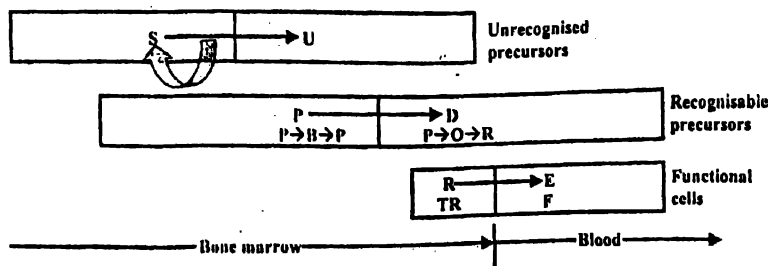 S → U
Unrecognised
precursors
P → D
P→B→P P→O→R
Recognisable
precursors
R → E
TR F
Functional
cells
Bone marrow Blood